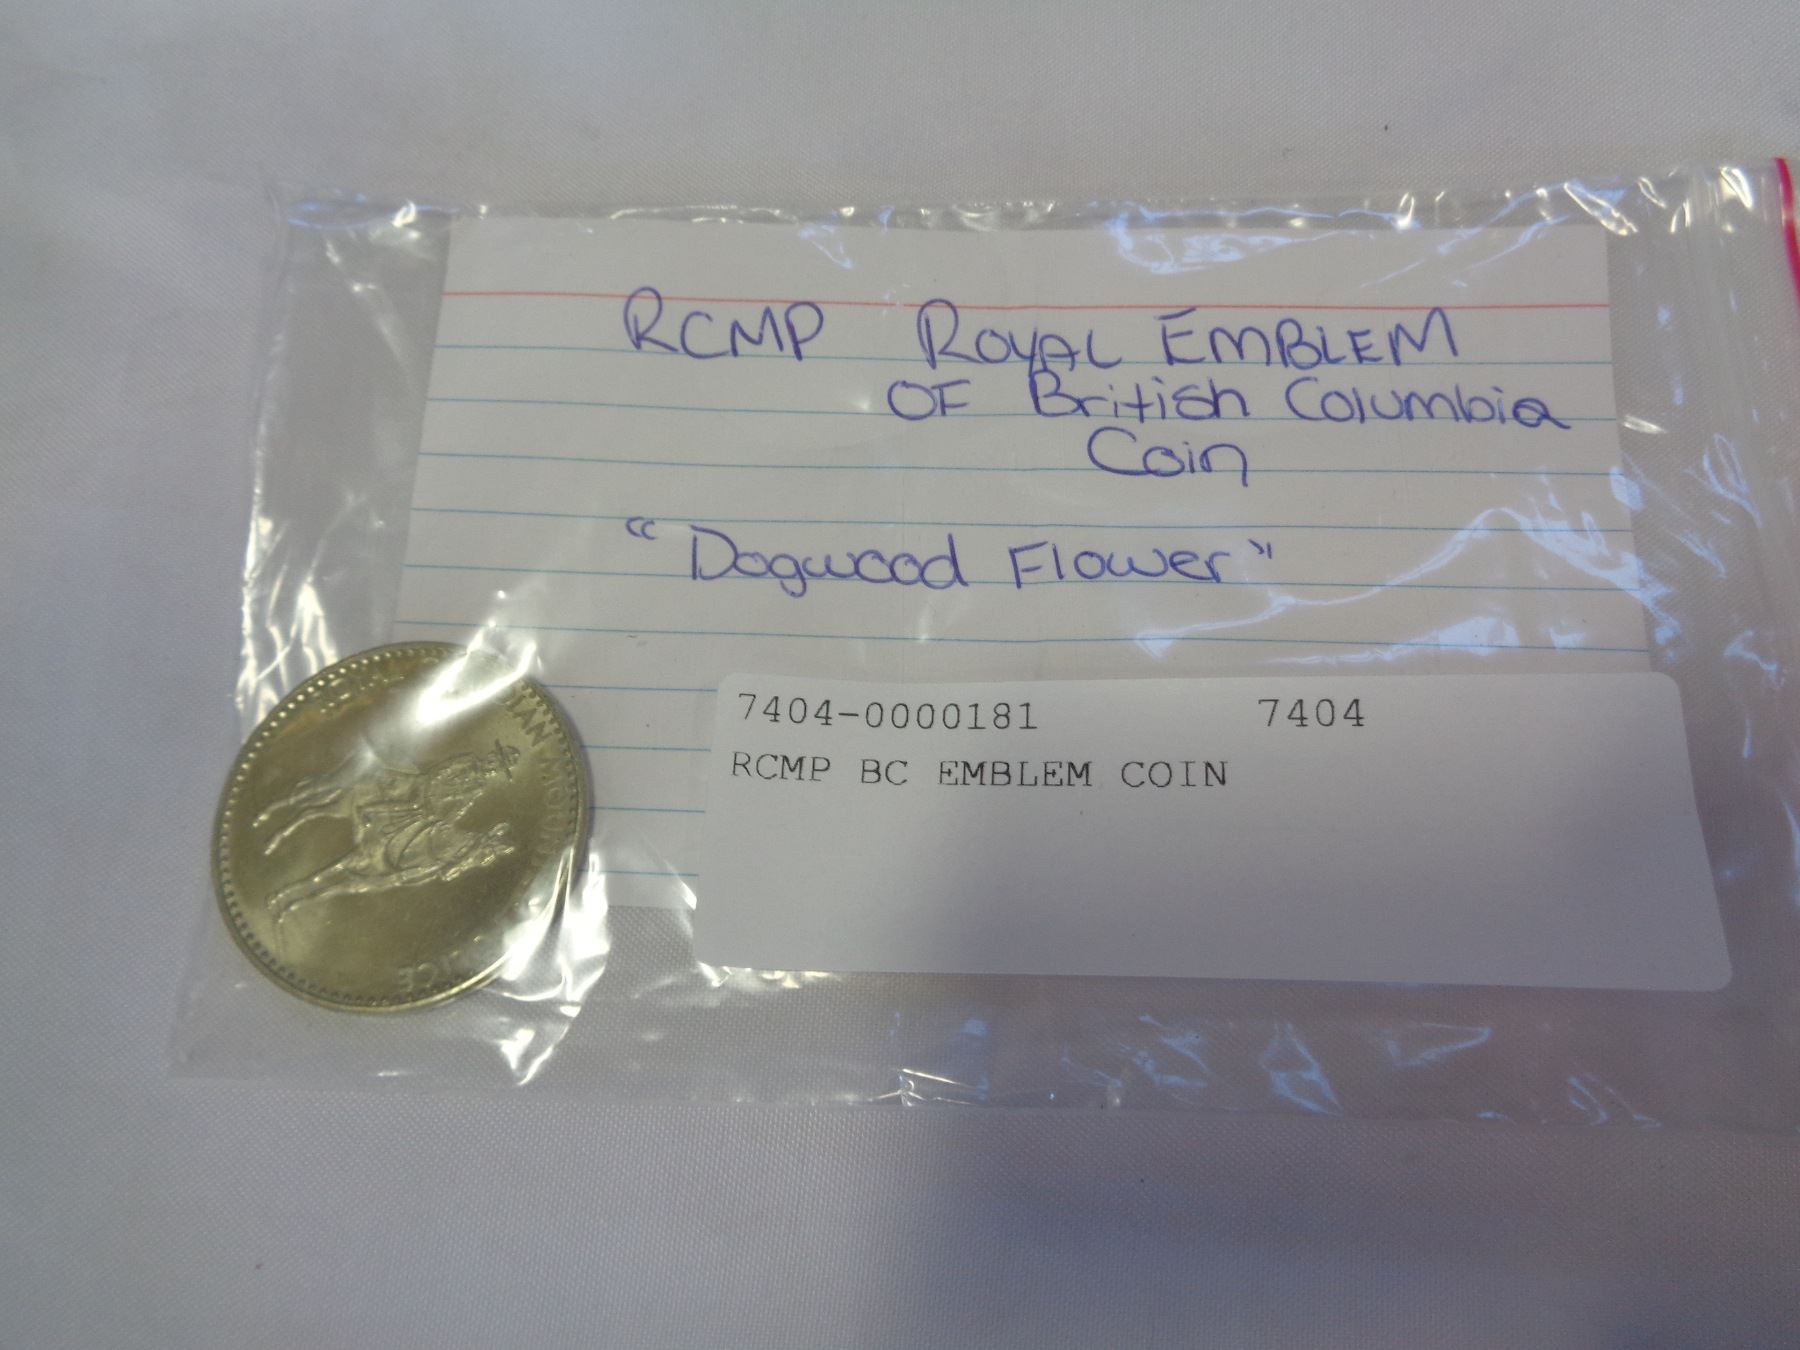 RCMP ROYAL EMBLEM
OF British Columbia
Coin
"Dogwood Flower"
7404-0000181 7404
RCMP BC EMBLEM COIN